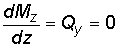 dM_z/dz = Q_y = 0